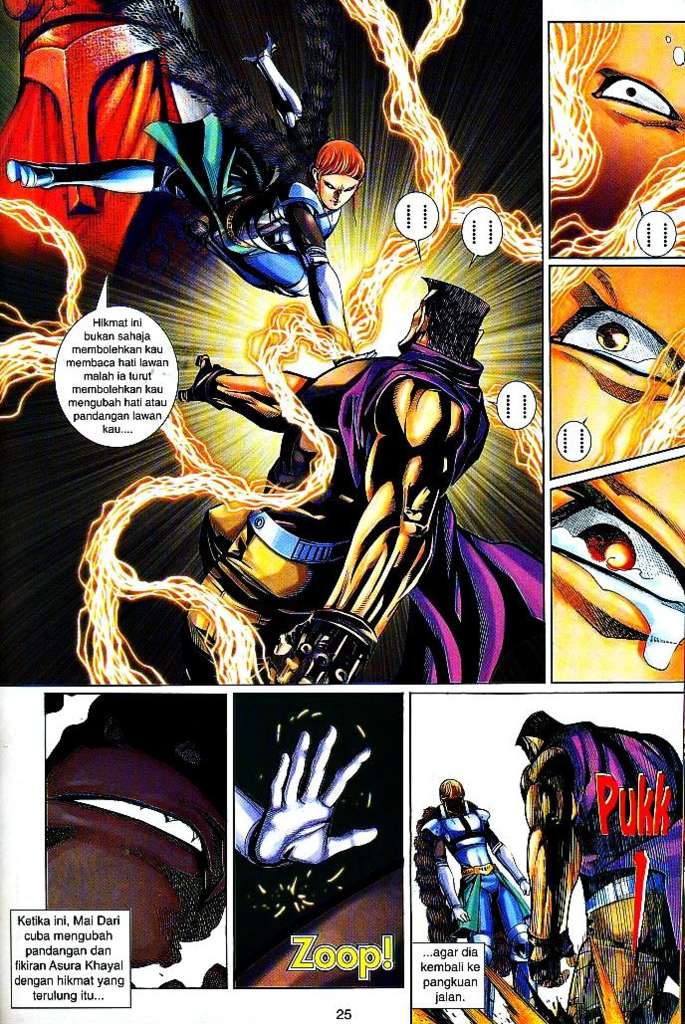 Hikmat ini
bukan sahaja
membolehkan kau
membaca hati lawan
malah ia turut
membolehkan kau
mengubah hati atau
pandangan lawan
kau....
Ketika ini, Mai Dari
cuba mengubah
pandangan dan
fikiran Asura Khayal
dengan hikmat yang
terulung itu...
Zoop!
...agar dia
kembali ke
pangkuan
jalan.
Pukk
!
25